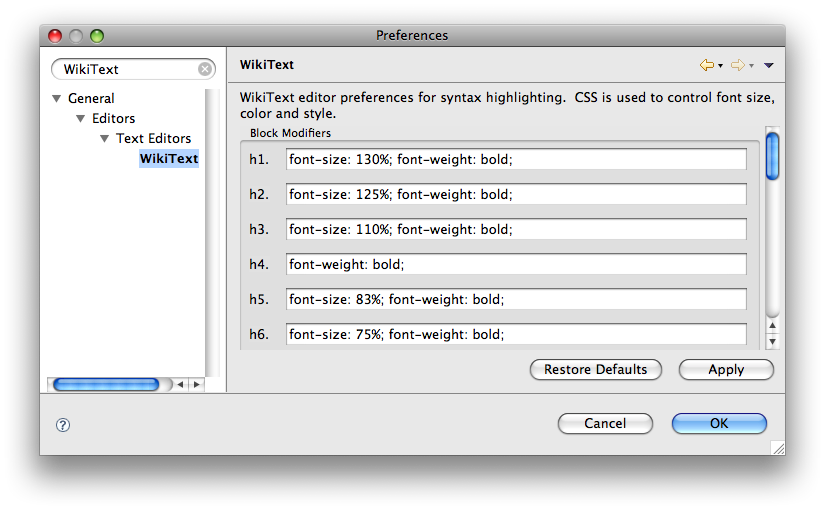 Preferences
WikiText
General
Editors
Text Editors
WikiText
WikiText
WikiText editor preferences for syntax highlighting.  CSS is used to control font size,
color and style.
Block Modifiers
h1. font-size: 130%; font-weight: bold;
h2. font-size: 125%; font-weight: bold;
h3. font-size: 110%; font-weight: bold;
h4. font-weight: bold;
h5. font-size: 83%; font-weight: bold;
h6. font-size: 75%; font-weight: bold;
Restore Defaults Apply
? Cancel OK